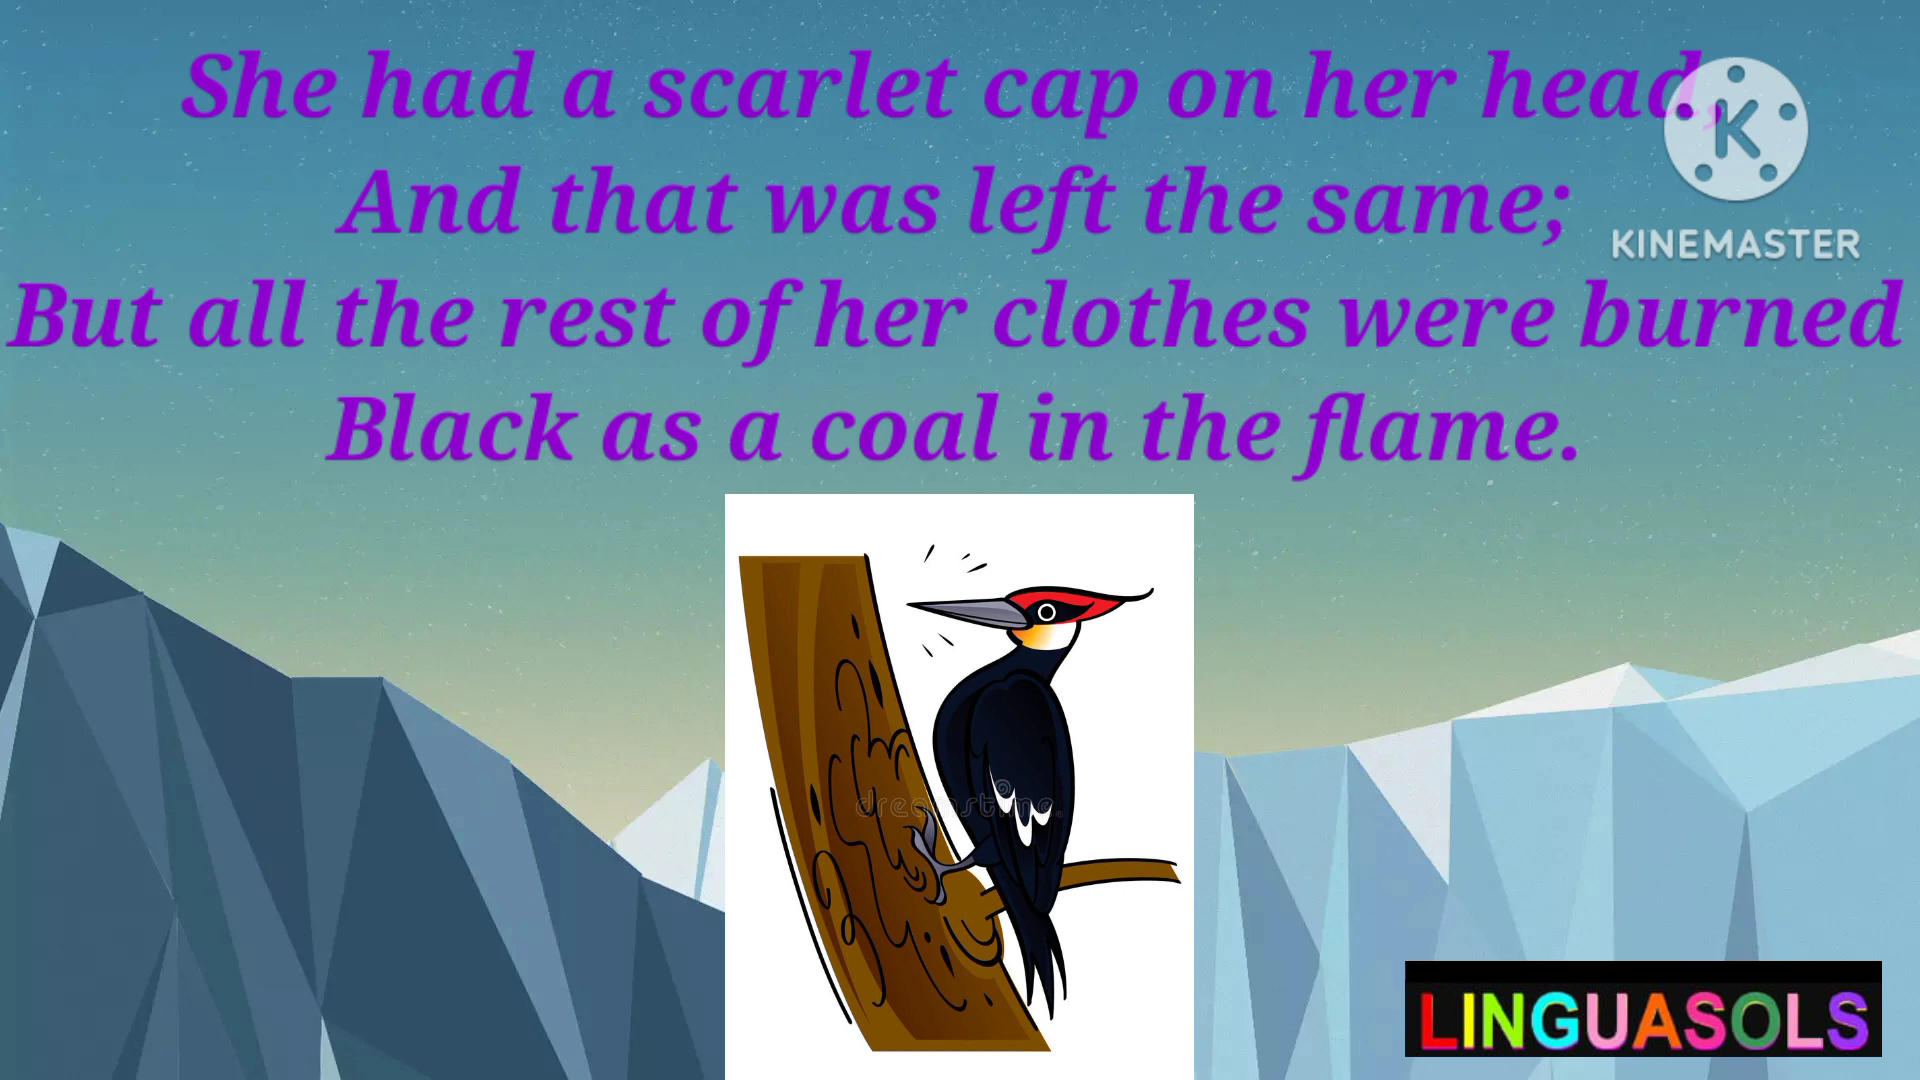 She had a scarlet cap on her head,
And that was left the same;
But all the rest of her clothes were burned
Black as a coal in the flame.
K
KINEMASTER
dreamstime.
LINGUASOLS